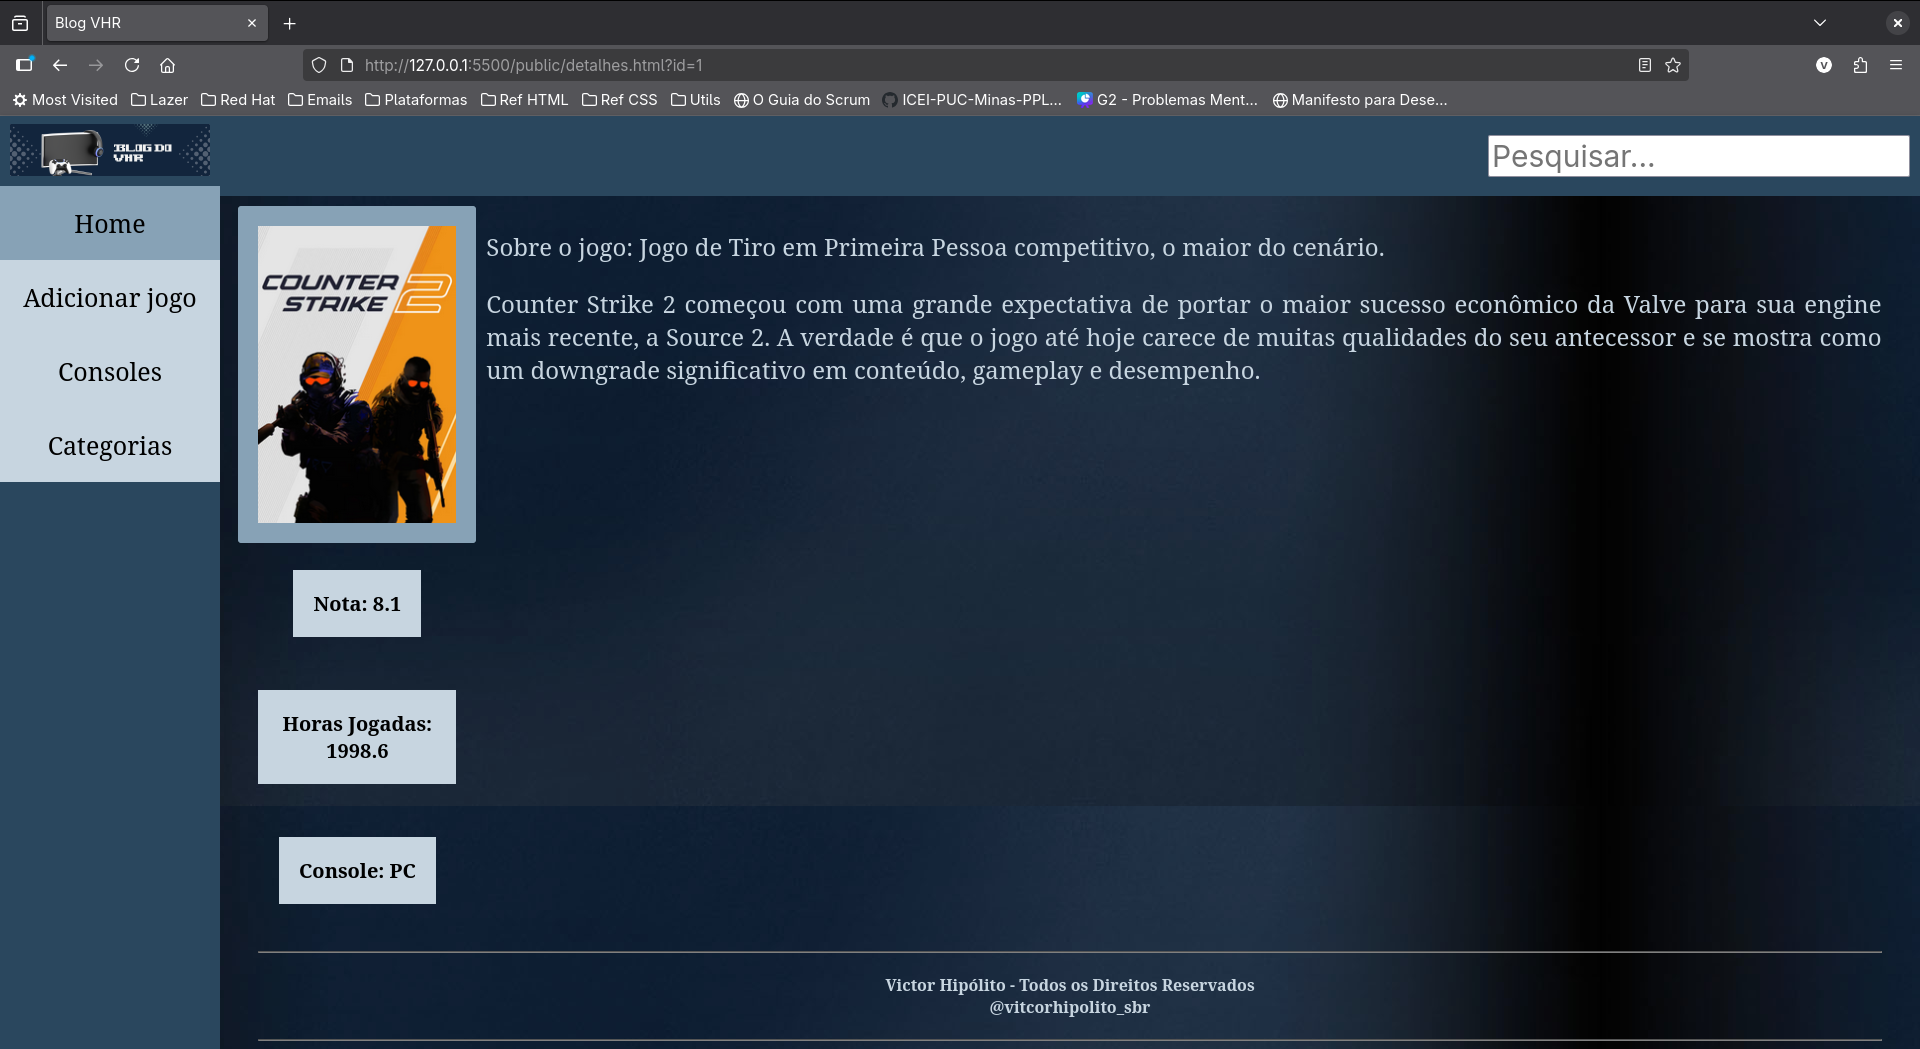 Blog VHR
http://127.0.0.1:5500/public/detalhes.html?id=1
V
Most Visited Lazer Red Hat Emails Plataformas Ref HTML Ref CSS Utils O Guia do Scrum ICEI-PUC-Minas-PPL... G2 - Problemas Ment... Manifesto para Dese...
BLOG DO
VHR
Pesquisar...
Home
Adicionar jogo
Consoles
Categorias
COUNTER
STRIKE 2
Sobre o jogo: Jogo de Tiro em Primeira Pessoa competitivo, o maior do cenário.
Counter Strike 2 começou com uma grande expectativa de portar o maior sucesso econômico da Valve para sua engine
mais recente, a Source 2. A verdade é que o jogo até hoje carece de muitas qualidades do seu antecessor e se mostra como
um downgrade significativo em conteúdo, gameplay e desempenho.
Nota: 8.1
Horas Jogadas:
1998.6
Console: PC
Victor Hipólito - Todos os Direitos Reservados
@vitcorhipolito_sbr